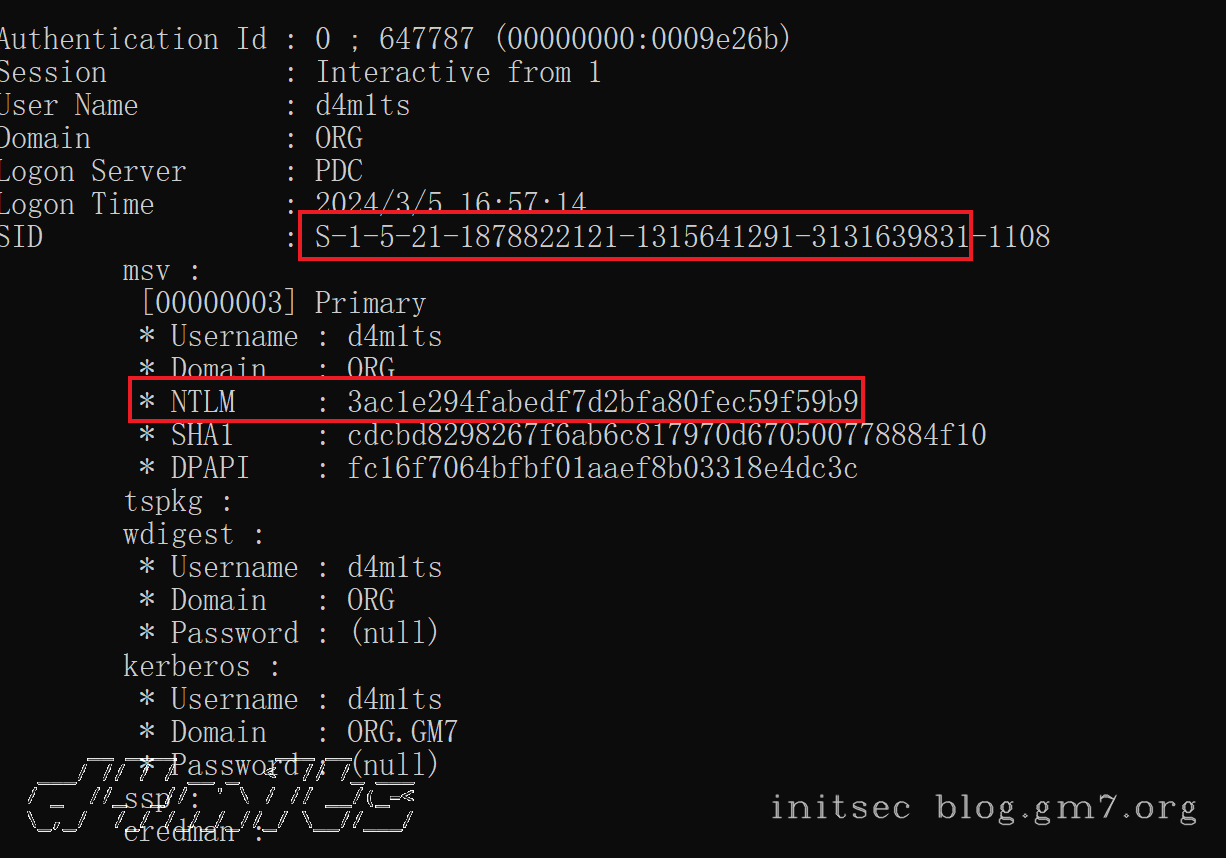 Authentication Id : 0 ; 647787 (00000000:0009e26b)
Session           : Interactive from 1
User Name         : d4m1ts
Domain            : ORG
Logon Server      : PDC
Logon Time        : 2024/3/5 16:57:14
SID               : S-1-5-21-1878822121-1315641291-3131639831-1108
        msv :
         [00000003] Primary
         * Username : d4m1ts
         * Domain   : ORG
         * NTLM     : 3ac1e294fabedf7d2bfa80fec59f59b9
         * SHA1     : cdcbd8298267f6ab6c817970d670500778884f10
         * DPAPI    : fc16f7064bfbf01aaef8b03318e4dc3c
        tspkg :
        wdigest :
         * Username : d4m1ts
         * Domain   : ORG
         * Password : (null)
        kerberos :
         * Username : d4m1ts
         * Domain   : ORG.GM7
         * Password : (null)
        ssp :
        credman :
initsec blog.gm7.org